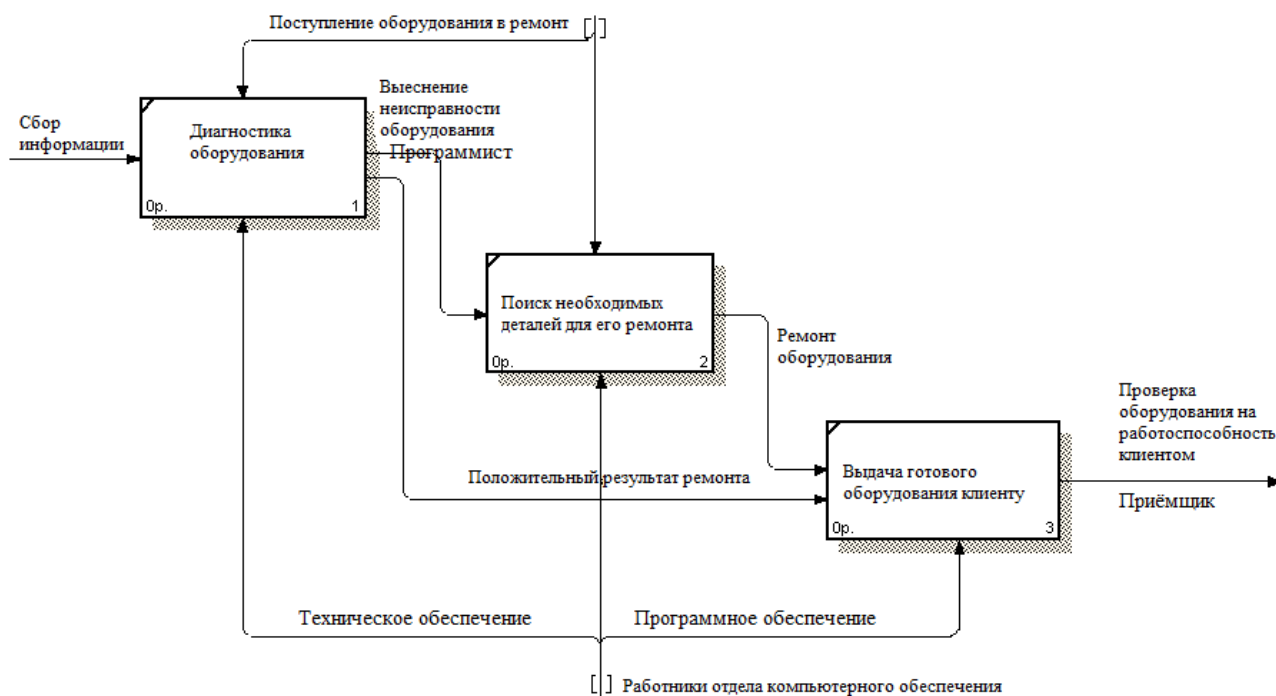 Поступление оборудования в ремонт
[ ]
Сбор
информации
Диагностика
оборудования
0р.
1
Выеснение
неисправности
оборудования
Программист
Поиск необходимых
деталей для его ремонта
0р.
2
Ремонт
оборудования
Положительный результат ремонта
Выдача готового
оборудования клиенту
0р.
3
Проверка
оборудования на
работоспособность
клиентом
Приёмщик
Техническое обеспечение
Программное обеспечение
[ ] Работники отдела компьютерного обеспечения